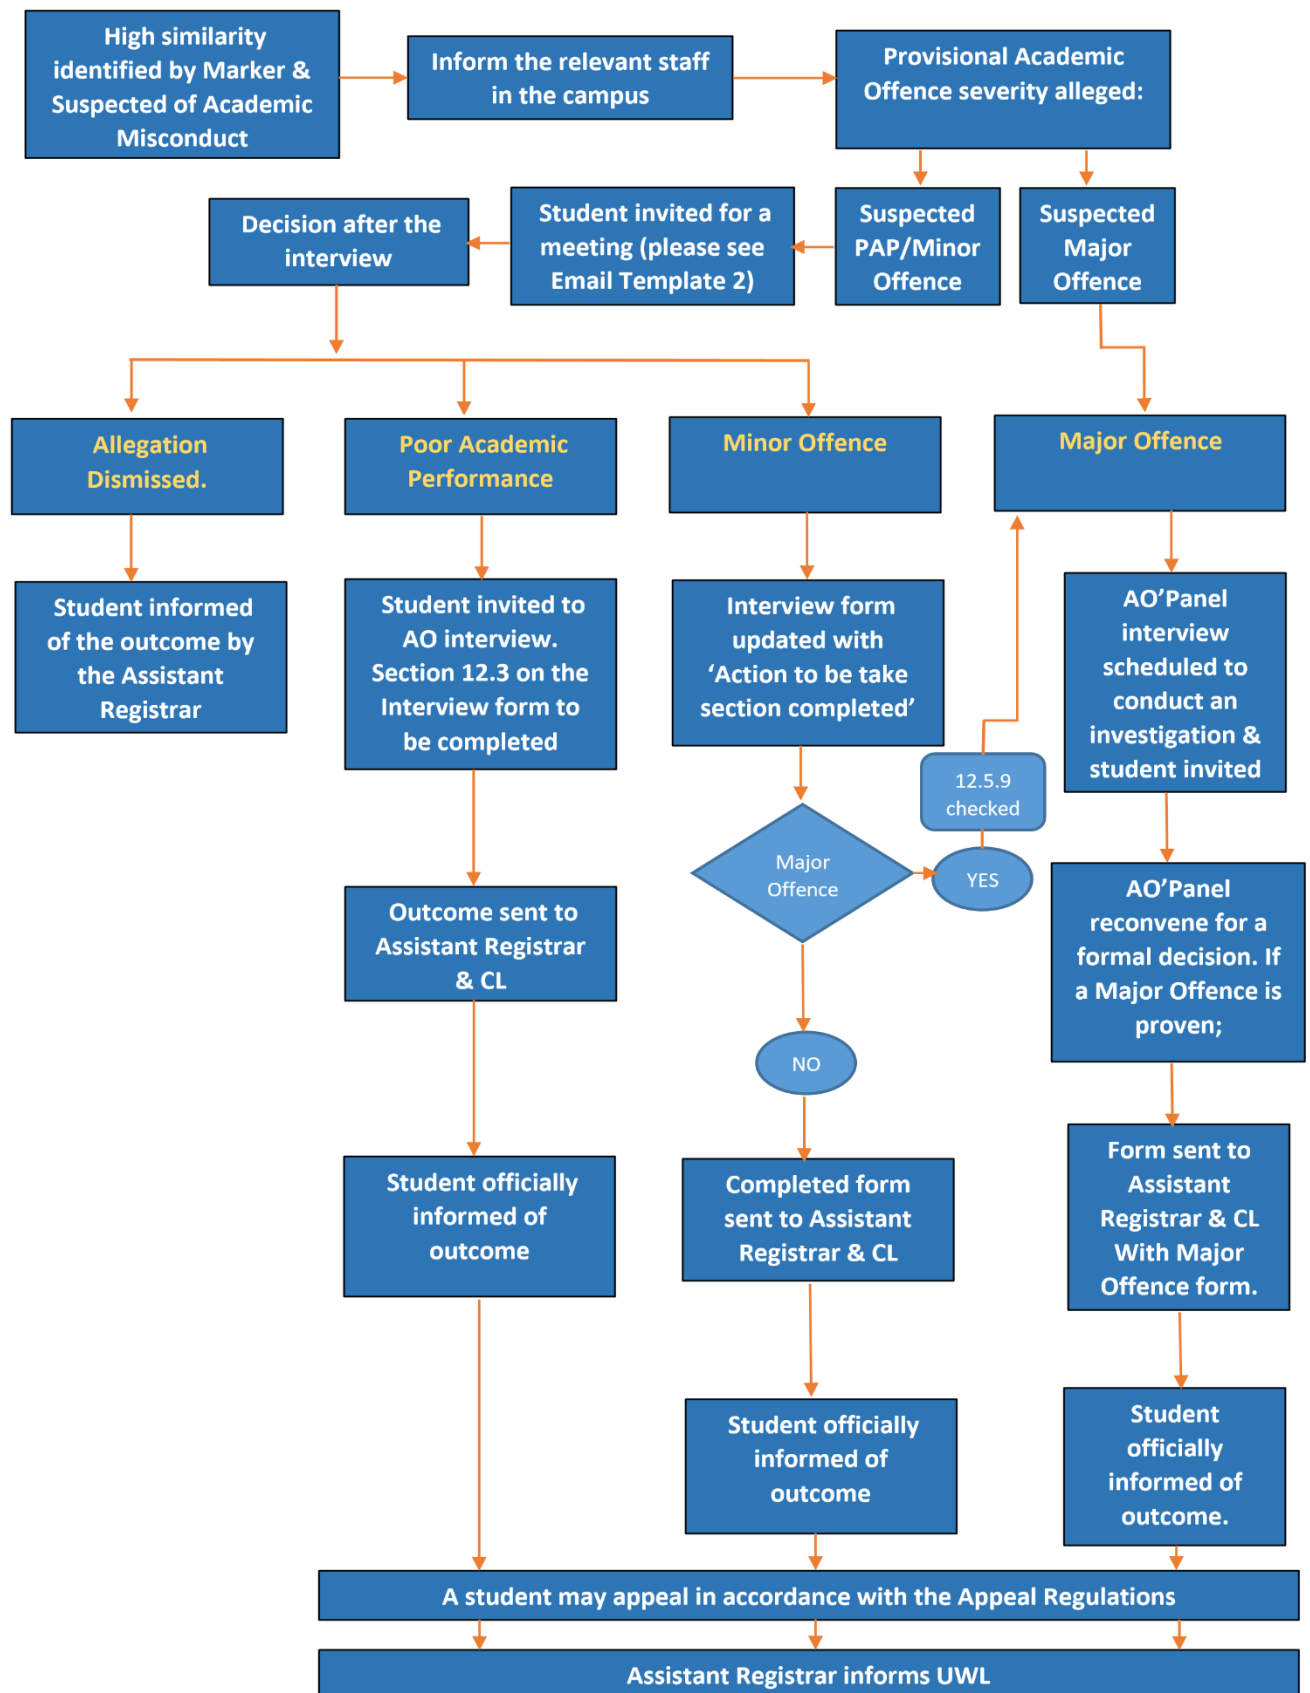 High similarity
identified by Marker &
Suspected of Academic
Misconduct
Inform the relevant staff
in the campus
Provisional Academic
Offence severity alleged:
Decision after the
interview
Student invited for a
meeting (please see
Email Template 2)
Suspected
PAP/Minor
Offence
Suspected
Major
Offence
Allegation
Dismissed.
Poor Academic
Performance
Minor Offence
Major Offence
Student informed
of the outcome by
the Assistant
Registrar
Student invited to
AO interview.
Section 12.3 on the
Interview form to
be completed
Interview form
updated with
‘Action to be take
section completed’
12.5.9
checked
AO’Panel
interview
scheduled to
conduct an
investigation &
student invited
Major
Offence
YES
Outcome sent to
Assistant Registrar
& CL
AO’Panel
reconvene for a
formal decision. If
a Major Offence is
proven;
NO
Student officially
informed of
outcome
Completed form
sent to Assistant
Registrar & CL
Form sent to
Assistant
Registrar & CL
With Major
Offence form.
Student officially
informed of
outcome
Student
officially
informed of
outcome.
A student may appeal in accordance with the Appeal Regulations
Assistant Registrar informs UWL